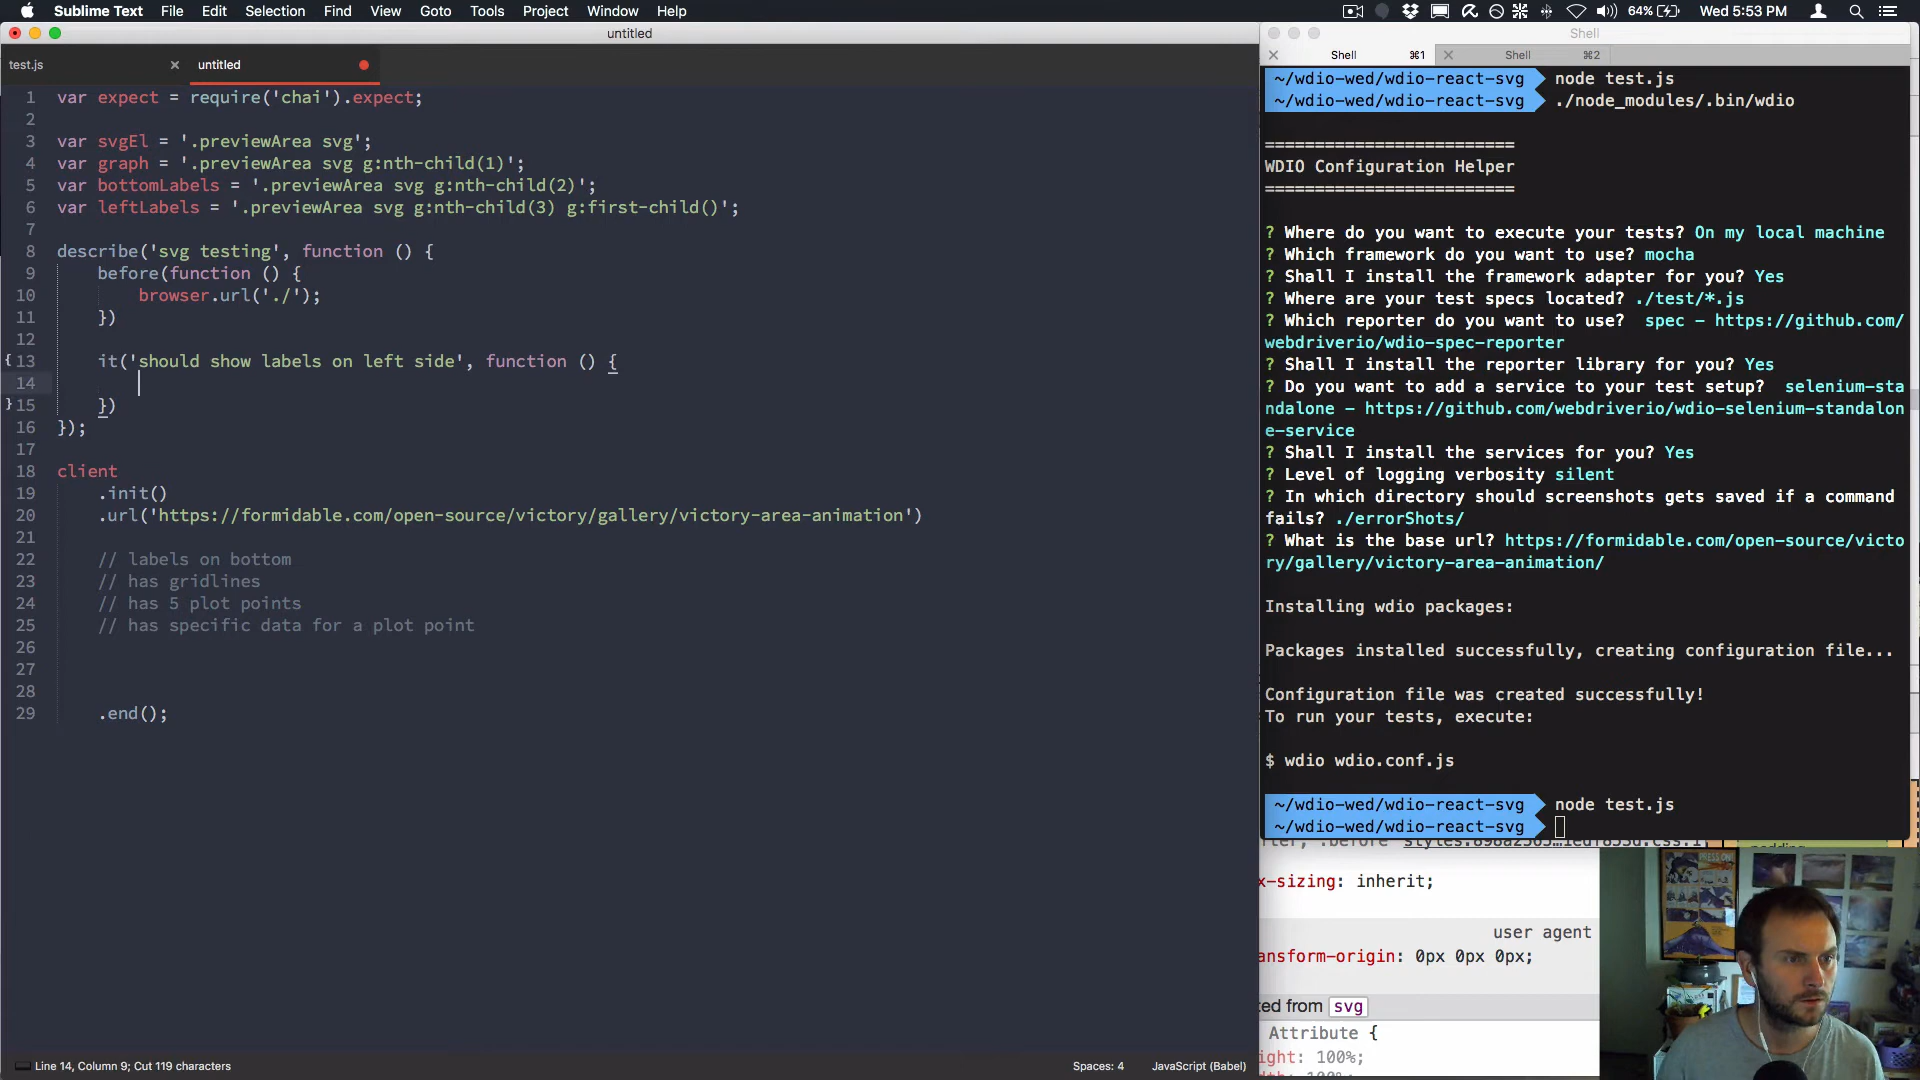 Sublime Text File Edit Selection Find View Goto Tools Project Window Help 64% Wed 5:53 PM
untitled
test.js untitled
1 var expect = require('chai').expect;
2
3 var svgEl = '.previewArea svg';
4 var graph = '.previewArea svg g:nth-child(1)';
5 var bottomLabels = '.previewArea svg g:nth-child(2)';
6 var leftLabels = '.previewArea svg g:nth-child(3) g:first-child()';
7
8 describe('svg testing', function () {
9 before(function () {
10 browser.url('./');
11 })
12
13 it('should show labels on left side', function () {
14
15 })
16 });
17
18 client
19 .init()
20 .url('https://formidable.com/open-source/victory/gallery/victory-area-animation')
21
22 // labels on bottom
23 // has gridlines
24 // has 5 plot points
25 // has specific data for a plot point
26
27
28
29 .end();
Line 14, Column 9; Cut 119 characters Spaces: 4 JavaScript (Babel)
Shell
Shell ⌘1 Shell ⌘2
~/wdio-wed/wdio-react-svg node test.js
~/wdio-wed/wdio-react-svg ./node_modules/.bin/wdio
=========================
WDIO Configuration Helper
=========================
? Where do you want to execute your tests? On my local machine
? Which framework do you want to use? mocha
? Shall I install the framework adapter for you? Yes
? Where are your test specs located? ./test/*.js
? Which reporter do you want to use?  spec - https://github.com/
webdriverio/wdio-spec-reporter
? Shall I install the reporter library for you? Yes
? Do you want to add a service to your test setup?  selenium-sta
ndalone - https://github.com/webdriverio/wdio-selenium-standalon
e-service
? Shall I install the services for you? Yes
? Level of logging verbosity silent
? In which directory should screenshots gets saved if a command
fails? ./errorShots/
? What is the base url? https://formidable.com/open-source/victo
ry/gallery/victory-area-animation/
Installing wdio packages:
Packages installed successfully, creating configuration file...
Configuration file was created successfully!
To run your tests, execute:
$ wdio wdio.conf.js
~/wdio-wed/wdio-react-svg node test.js
~/wdio-wed/wdio-react-svg
x-sizing: inherit;
user agent
ansform-origin: 0px 0px 0px;
ted from svg
Attribute {
ight: 100%;